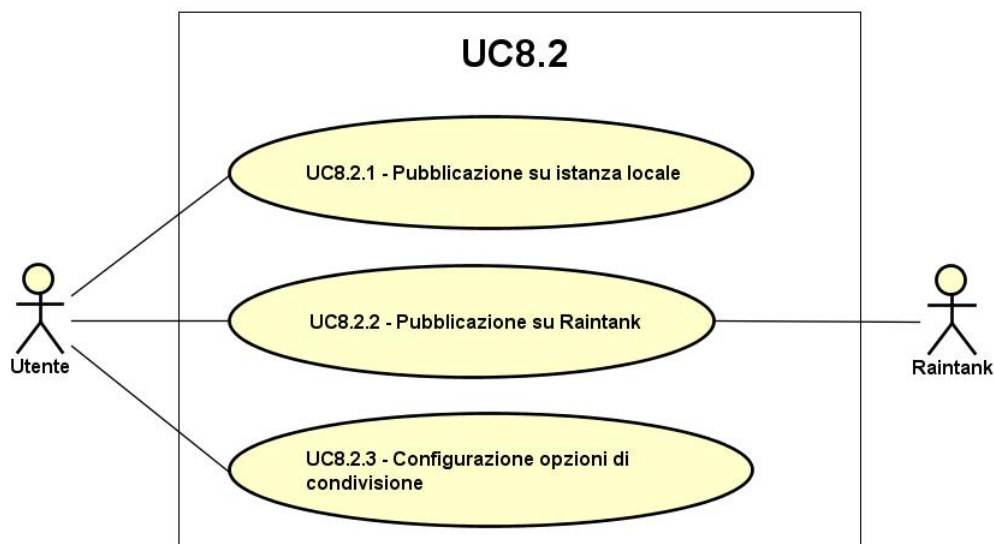 UC8.2
UC8.2.1 - Pubblicazione su istanza locale
UC8.2.2 - Pubblicazione su Raintank
Utente
Raintank
UC8.2.3 - Configurazione opzioni di
condivisione